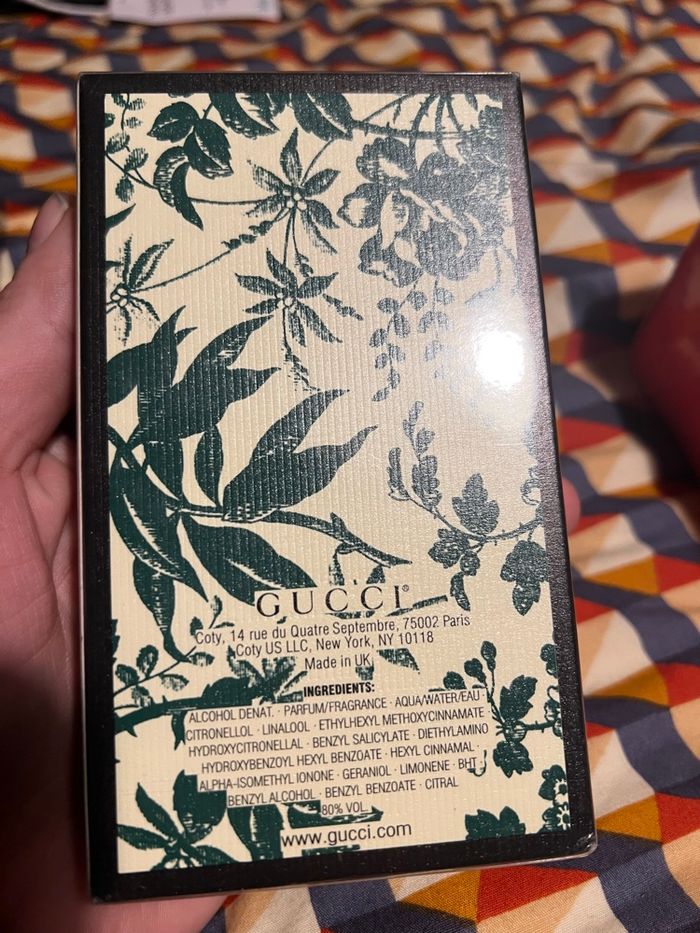 GUCCI®
Coty, 14 rue du Quatre Septembre, 75002 Paris
Coty US LLC, New York, NY 10118
Made in UK
INGREDIENTS:
ALCOHOL DENAT. · PARFUM/FRAGRANCE · AQUA/WATER/EAU ·
CITRONELLOL · LINALOOL · ETHYLHEXYL METHOXYCINNAMATE ·
HYDROXYCITRONELLAL · BENZYL SALICYLATE · DIETHYLAMINO
HYDROXYBENZOYL HEXYL BENZOATE · HEXYL CINNAMAL ·
ALPHA-ISOMETHYL IONONE · GERANIOL · LIMONENE · BHT ·
BENZYL ALCOHOL · BENZYL BENZOATE · CITRAL
80% VOL.
www.gucci.com